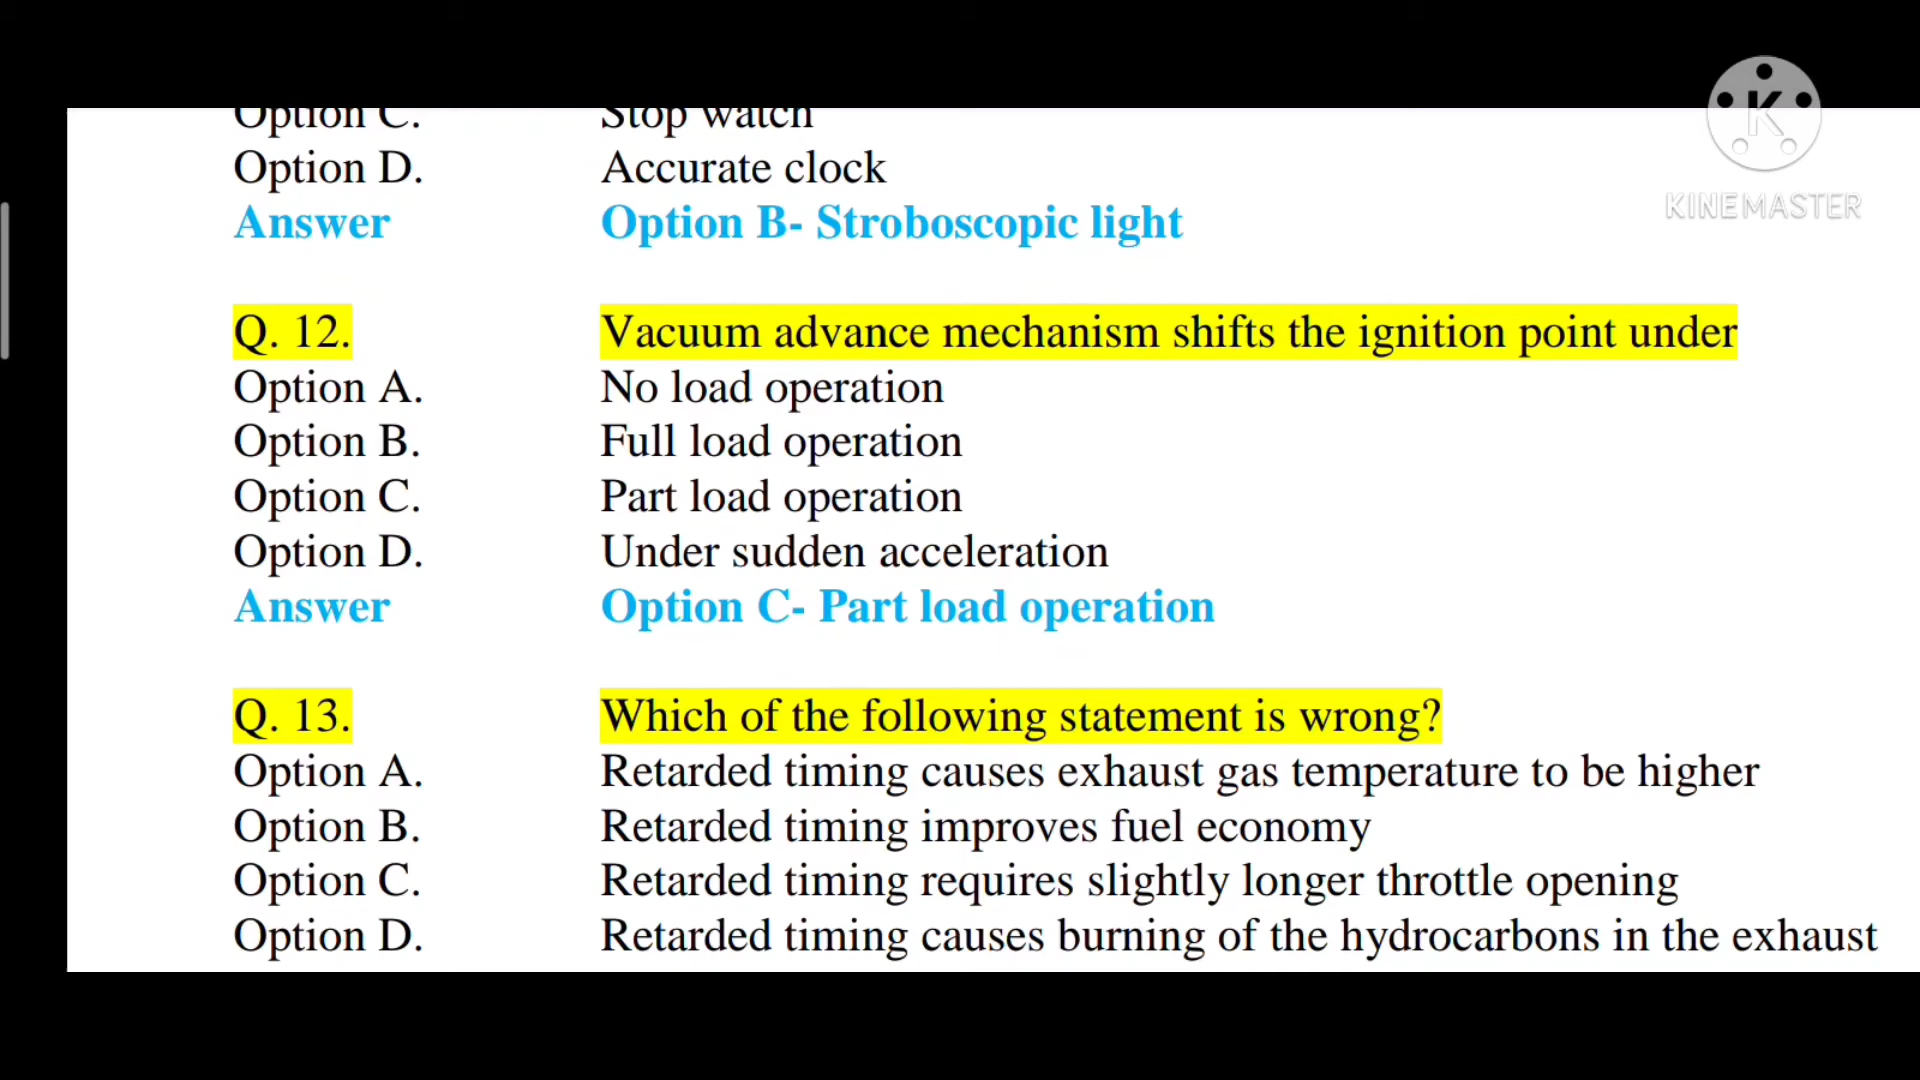 Option C. Stop watch
K
Option D. Accurate clock
KINEMASTER
Answer Option B- Stroboscopic light
Q. 12. Vacuum advance mechanism shifts the ignition point under
Option A. No load operation
Option B. Full load operation
Option C. Part load operation
Option D. Under sudden acceleration
Answer Option C- Part load operation
Q. 13. Which of the following statement is wrong?
Option A. Retarded timing causes exhaust gas temperature to be higher
Option B. Retarded timing improves fuel economy
Option C. Retarded timing requires slightly longer throttle opening
Option D. Retarded timing causes burning of the hydrocarbons in the exhaust